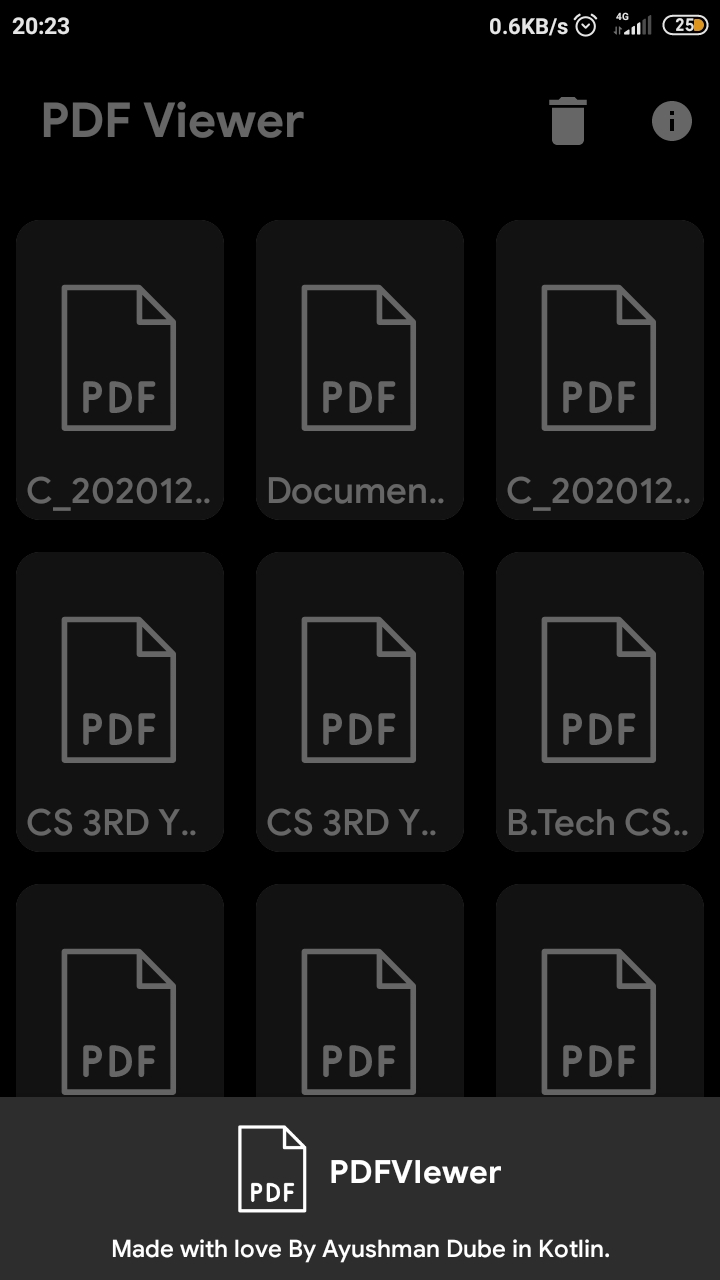 20:23 0.6KB/s 4G 25
PDF Viewer
PDF PDF PDF
C_202012.. Documen.. C_202012..
PDF PDF PDF
CS 3RD Y.. CS 3RD Y.. B.Tech CS..
PDF PDF PDF
PDF PDFVIewer
Made with love By Ayushman Dube in Kotlin.